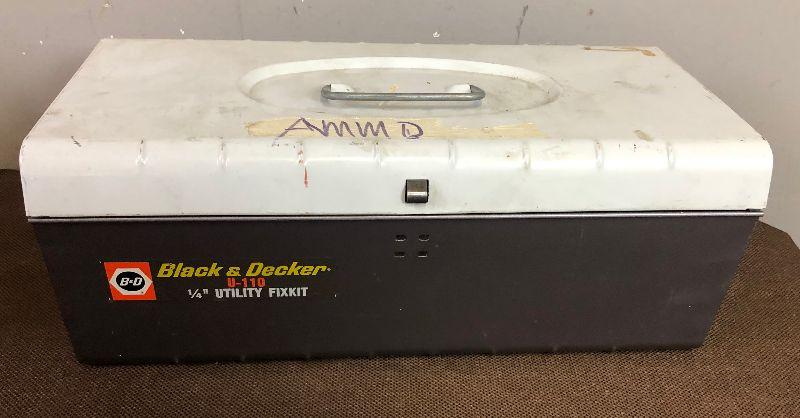 AMMO
Black & Decker
B&D
U-110
1/4" UTILITY FIXKIT